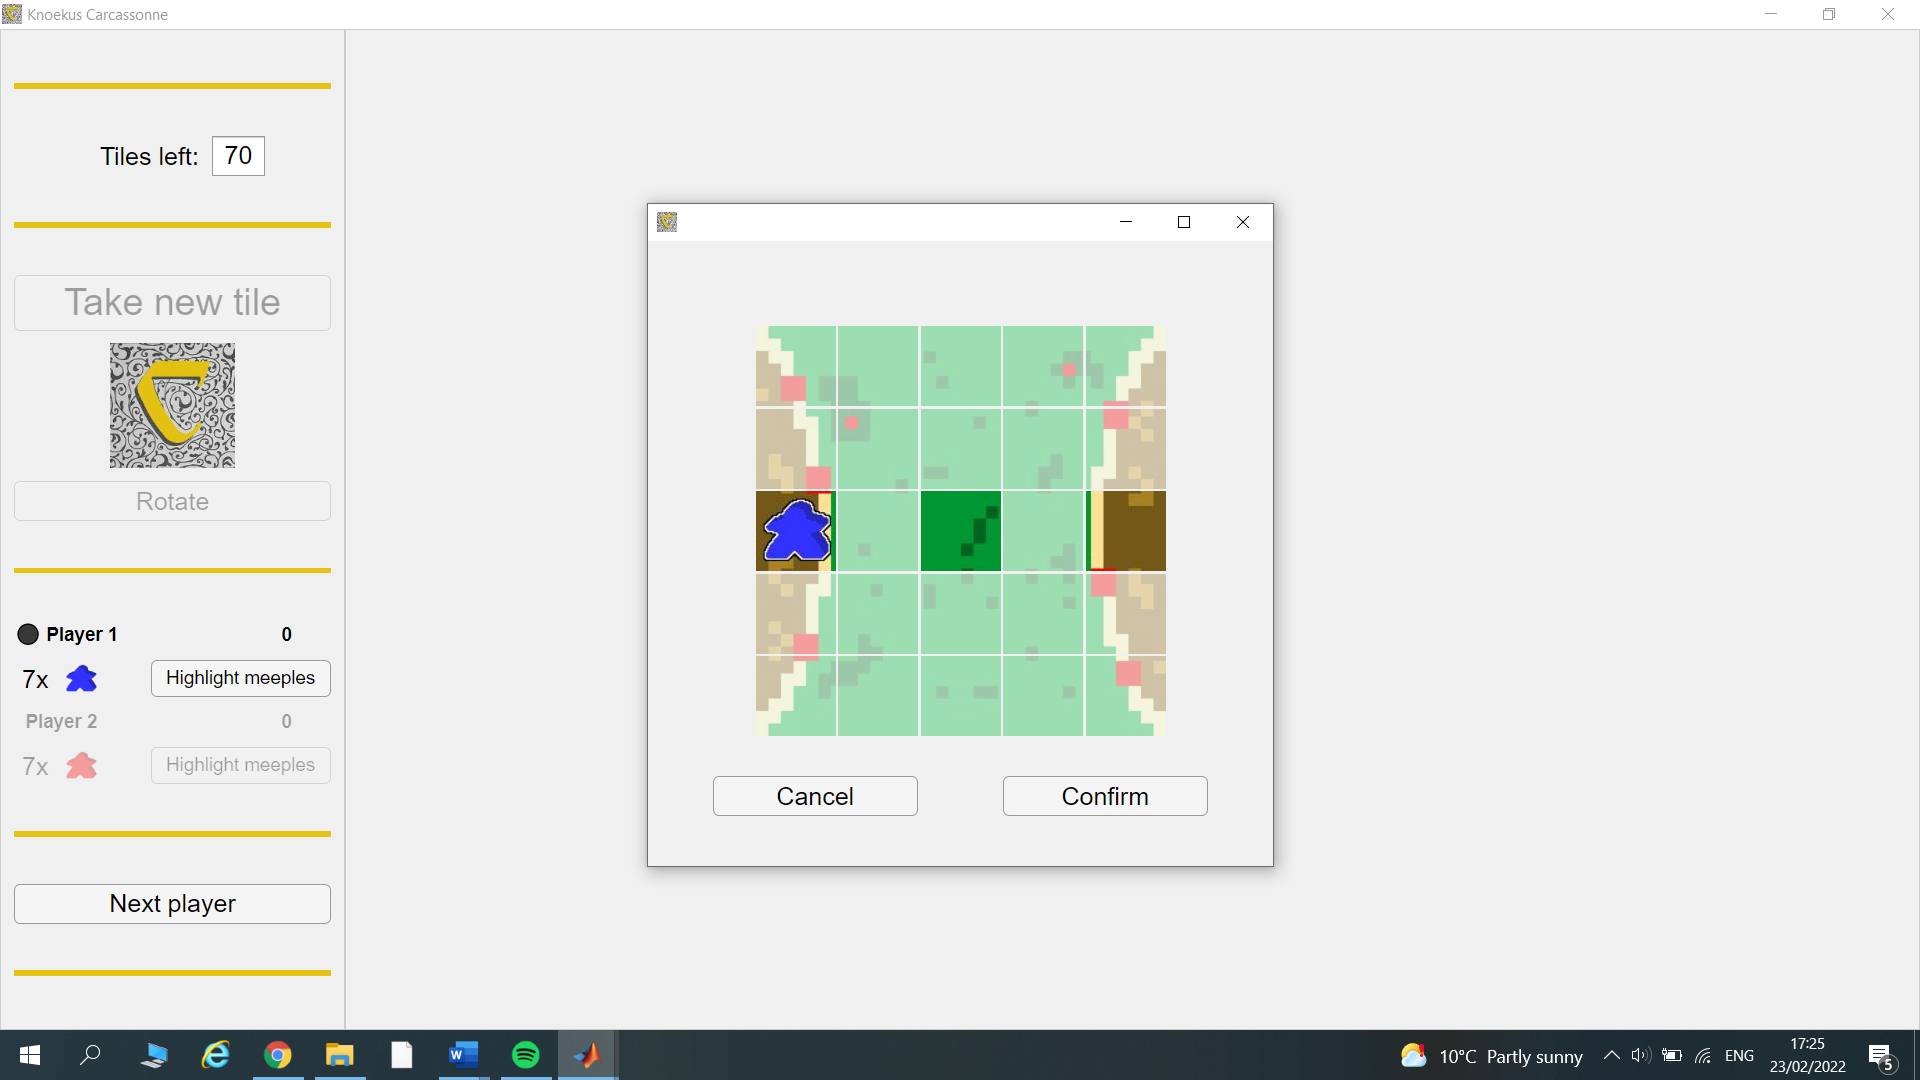 Knoekus Carcassonne
Tiles left: 70
Take new tile
Rotate
Player 1 0
7x Highlight meeples
Player 2 0
7x Highlight meeples
Next player
Cancel Confirm
10°C Partly sunny ENG 17:25
23/02/2022 5